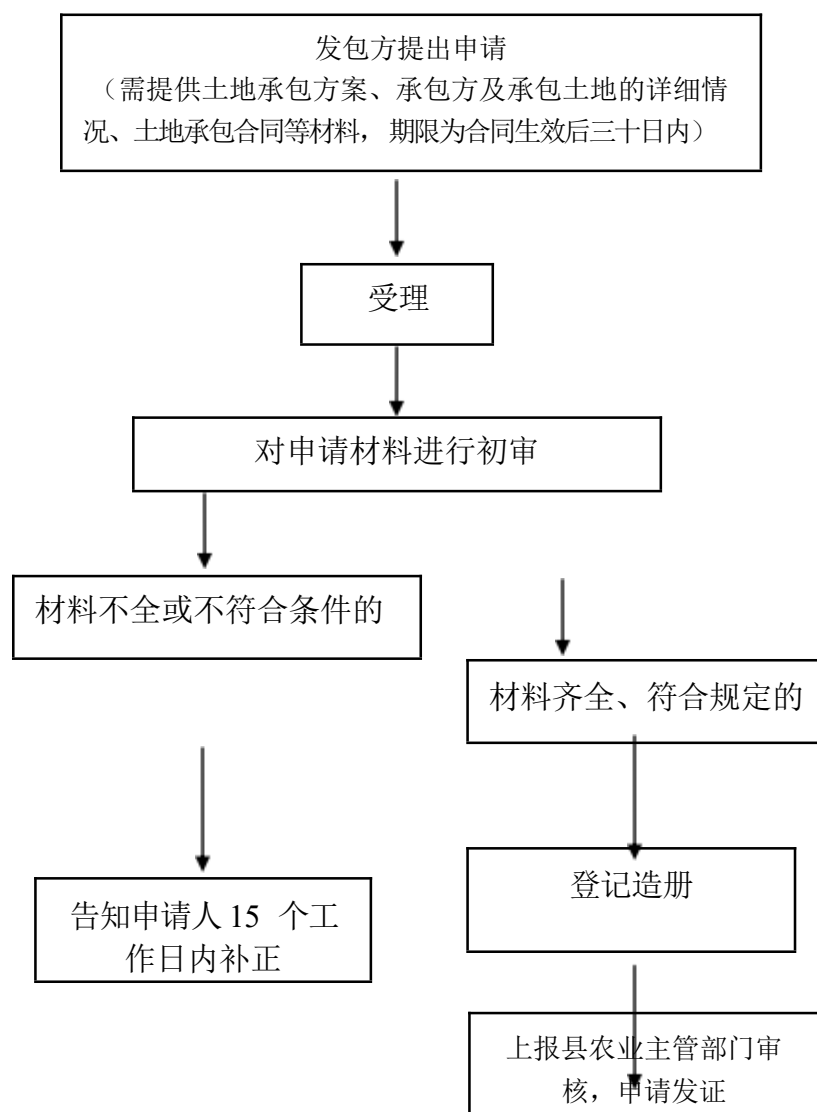 发包方提出申请
（需提供土地承包方案、承包方及承包土地的详细情
况、土地承包合同等材料，期限为合同生效后三十日内）
受理
对申请材料进行初审
材料不全或不符合条件的
材料齐全、符合规定的
登记造册
告知申请人 15 个工
作日内补正
上报县农业主管部门审
核，申请发证